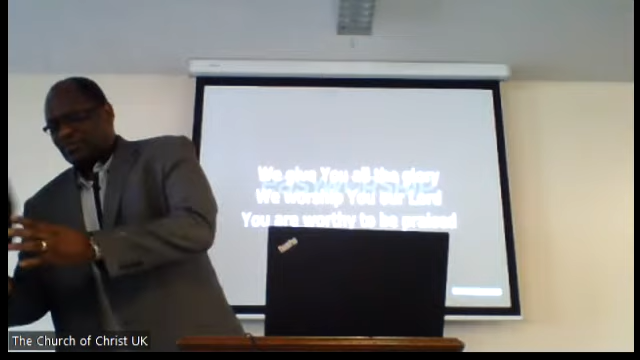 We give You all the glory
We worship You our Lord
You are worthy to be praised
The Church of Christ UK